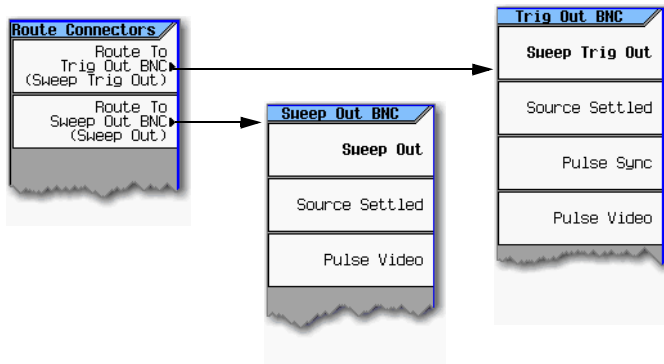 Route Connectors
Route To
Trig Out BNC
(Sweep Trig Out)
Route To
Sweep Out BNC
(Sweep Out)
Sweep Out BNC
Sweep Out
Source Settled
Pulse Video
Trig Out BNC
Sweep Trig Out
Source Settled
Pulse Sync
Pulse Video